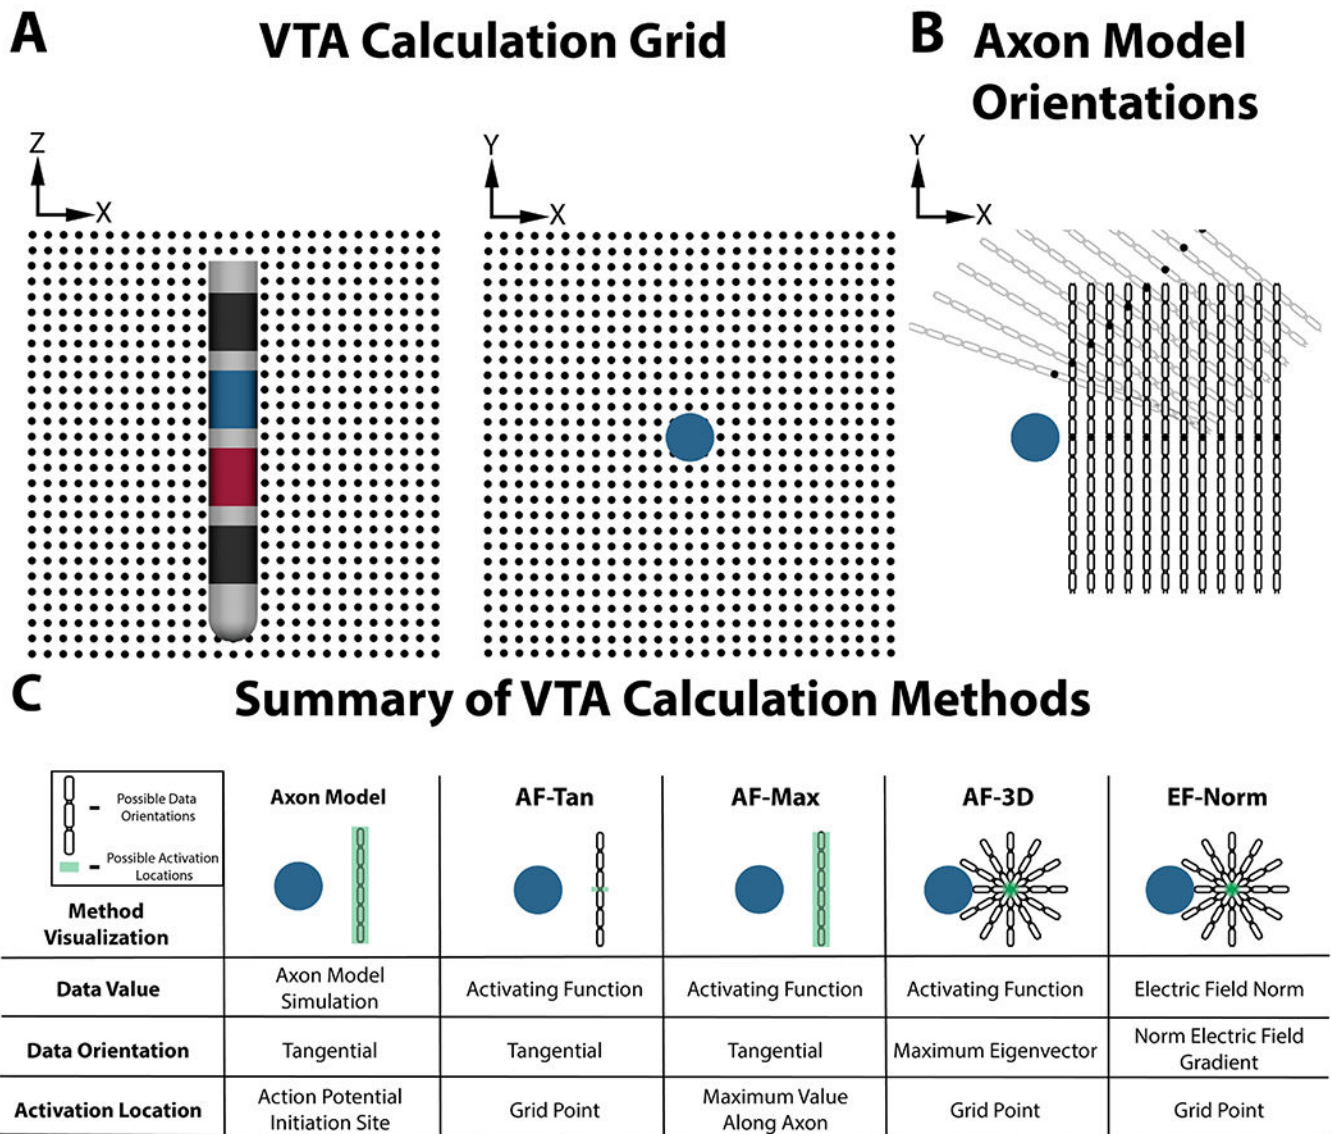 A
VTA Calculation Grid
B
Axon Model
Orientations
Z
X
Y
X
Y
X
C
Summary of VTA Calculation Methods
Possible Data
Orientations
Possible Activation
Locations
Method
Visualization
Axon Model
AF-Tan
AF-Max
AF-3D
EF-Norm
Data Value
Axon Model
Simulation
Activating Function
Activating Function
Activating Function
Electric Field Norm
Data Orientation
Tangential
Tangential
Tangential
Maximum Eigenvector
Norm Electric Field
Gradient
Activation Location
Action Potential
Initiation Site
Grid Point
Maximum Value
Along Axon
Grid Point
Grid Point